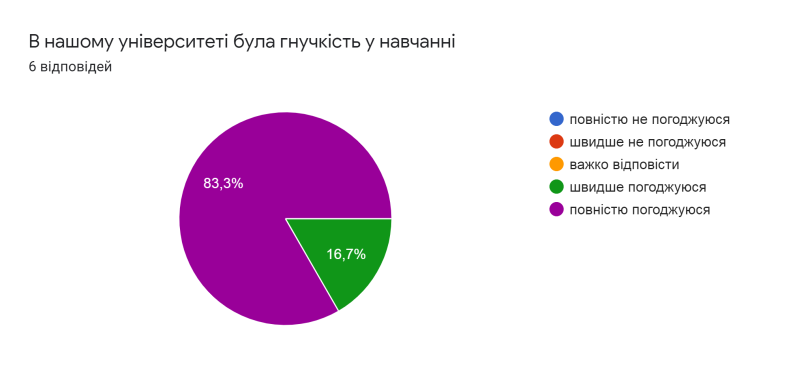 В нашому університеті була гнучкість у навчанні
6 відповідей
83,3%
16,7%
повністю не погоджуюся
швидше не погоджуюся
важко відповісти
швидше погоджуюся
повністю погоджуюся